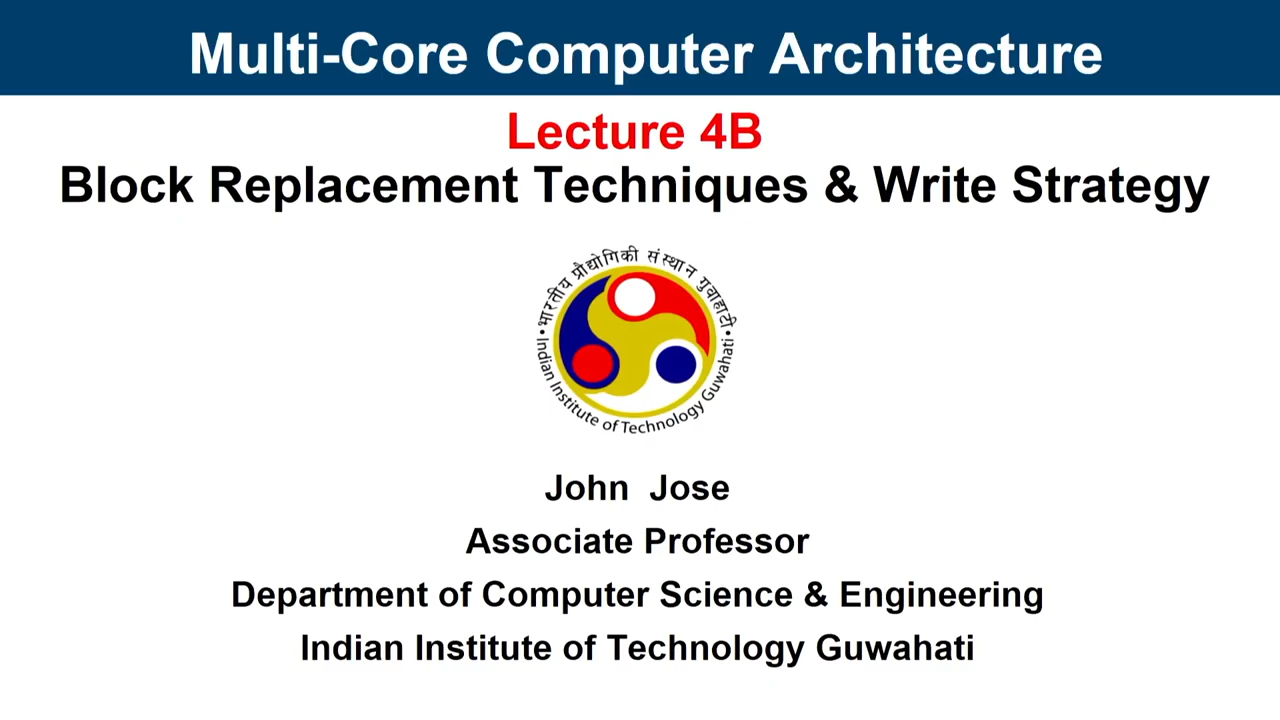 Multi-Core Computer Architecture
Lecture 4B
Block Replacement Techniques & Write Strategy
भारतीय प्रौद्योगिकी संस्थान गुवाहाटी
Indian Institute of Technology Guwahati
John Jose
Associate Professor
Department of Computer Science & Engineering
Indian Institute of Technology Guwahati